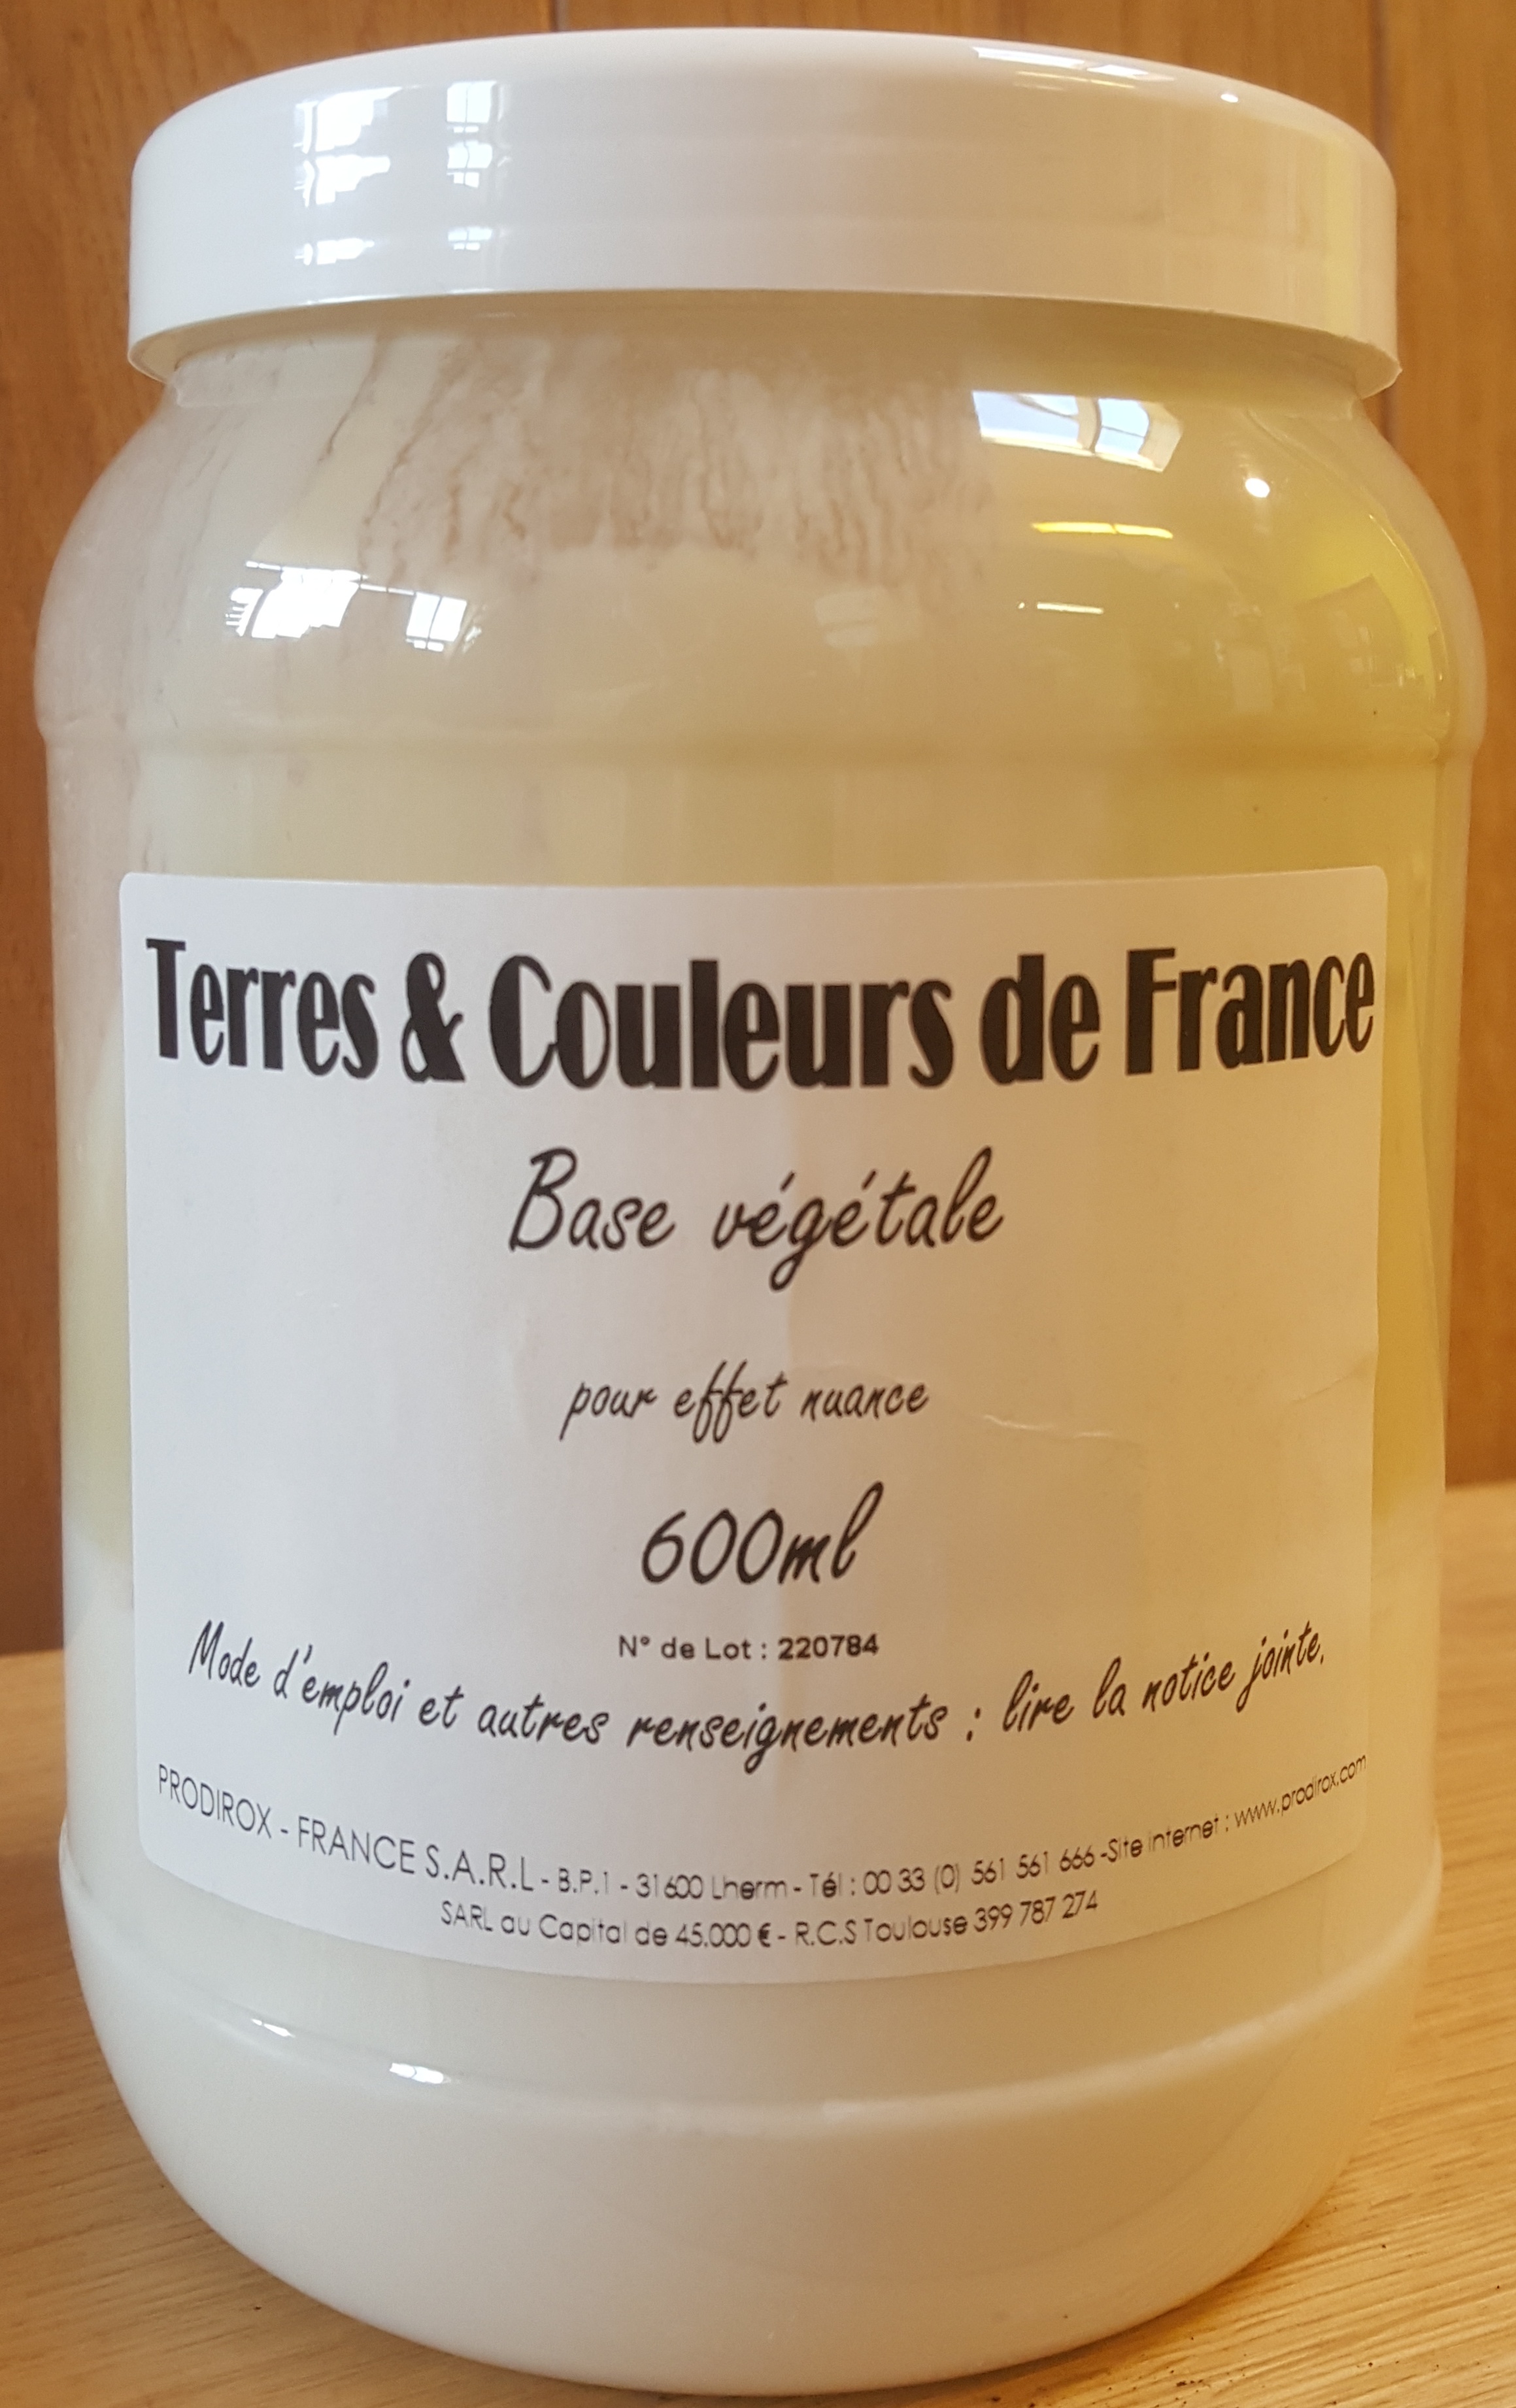 Terres & Couleurs de France
Base végétale
pour effet nuance
600ml
N° de Lot : 220784
Mode d'emploi et autres renseignements : lire la notice jointe.
PRODIROX - FRANCE S.A.R.L - B.P.1 - 31600 Lherm - Tél : 00 33 (0) 561 561 666 -Site internet : www.prodirox.com
SARL au Capital de 45.000 € - R.C.S Toulouse 399 787 274